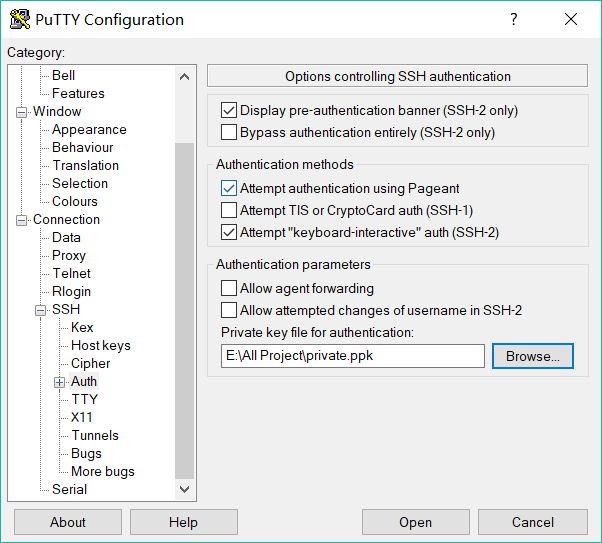 PuTTY Configuration
?
Category:
Bell
Features
Window
Appearance
Behaviour
Translation
Selection
Colours
Connection
Data
Proxy
Telnet
Rlogin
SSH
Kex
Host keys
Cipher
Auth
TTY
X11
Tunnels
Bugs
More bugs
Serial
Options controlling SSH authentication
Display pre-authentication banner (SSH-2 only)
Bypass authentication entirely (SSH-2 only)
Authentication methods
Attempt authentication using Pageant
Attempt TIS or CryptoCard auth (SSH-1)
Attempt "keyboard-interactive" auth (SSH-2)
Authentication parameters
Allow agent forwarding
Allow attempted changes of username in SSH-2
Private key file for authentication:
E:\All Project\private.ppk
Browse...
About
Help
Open
Cancel